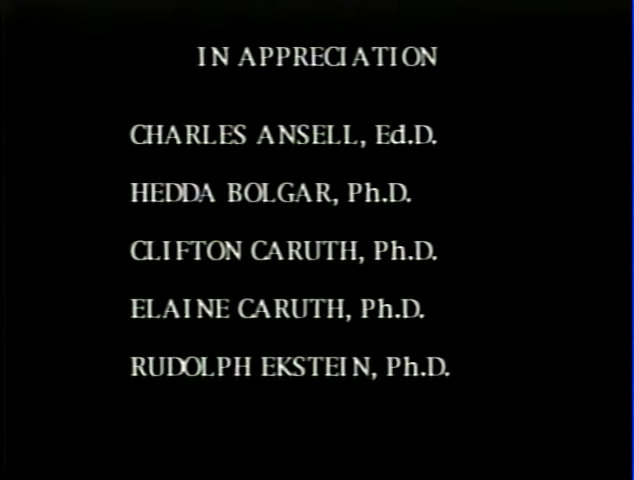 IN APPRECIATION
CHARLES ANSELL, Ed.D.
HEDDA BOLGAR, Ph.D.
CLIFTON CARUTH, Ph.D.
ELAINE CARUTH, Ph.D.
RUDOLPH EKSTEIN, Ph.D.